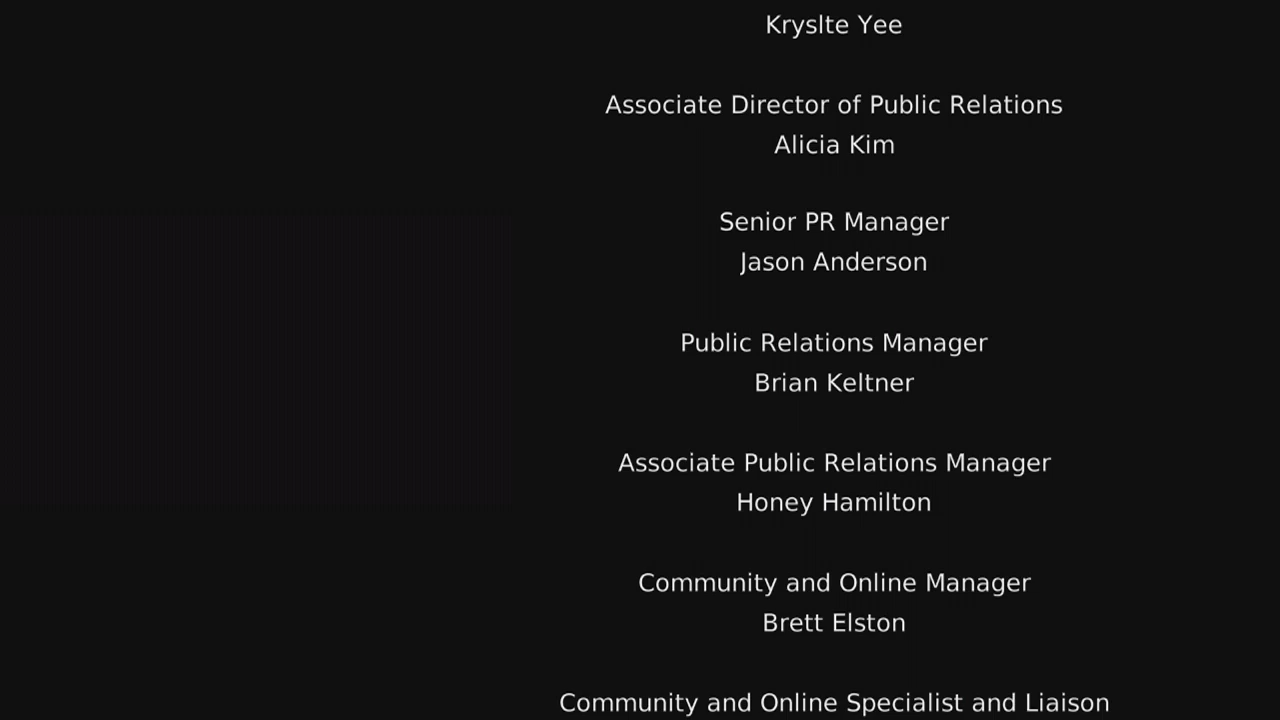 Kryslte Yee
Associate Director of Public Relations
Alicia Kim
Senior PR Manager
Jason Anderson
Public Relations Manager
Brian Keltner
Associate Public Relations Manager
Honey Hamilton
Community and Online Manager
Brett Elston
Community and Online Specialist and Liaison